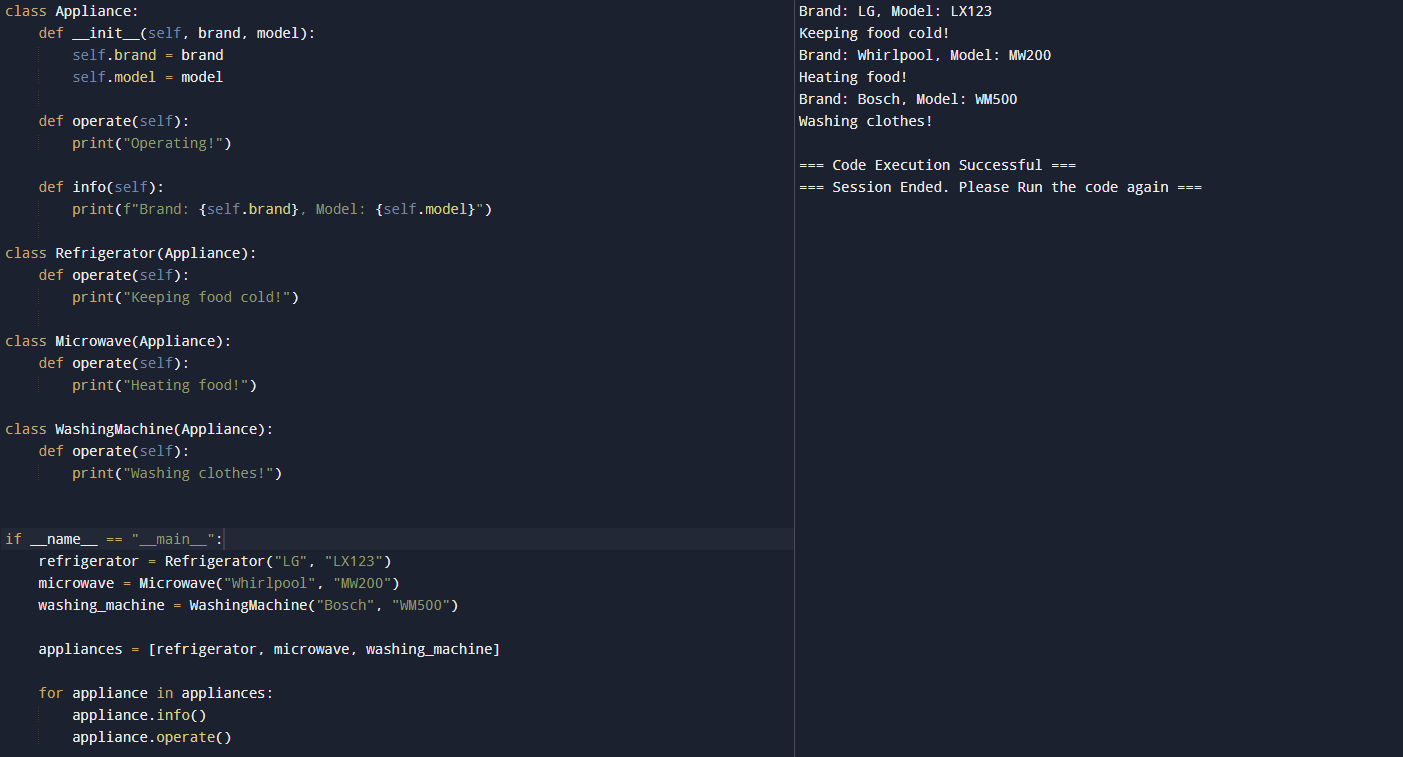 class Appliance:
    def __init__(self, brand, model):
        self.brand = brand
        self.model = model

    def operate(self):
        print("Operating!")

    def info(self):
        print(f"Brand: {self.brand}, Model: {self.model}")

class Refrigerator(Appliance):
    def operate(self):
        print("Keeping food cold!")

class Microwave(Appliance):
    def operate(self):
        print("Heating food!")

class WashingMachine(Appliance):
    def operate(self):
        print("Washing clothes!")


if __name__ == "__main__":
    refrigerator = Refrigerator("LG", "LX123")
    microwave = Microwave("Whirlpool", "MW200")
    washing_machine = WashingMachine("Bosch", "WM500")

    appliances = [refrigerator, microwave, washing_machine]

    for appliance in appliances:
        appliance.info()
        appliance.operate()

Brand: LG, Model: LX123
Keeping food cold!
Brand: Whirlpool, Model: MW200
Heating food!
Brand: Bosch, Model: WM500
Washing clothes!

=== Code Execution Successful ===
=== Session Ended. Please Run the code again ===